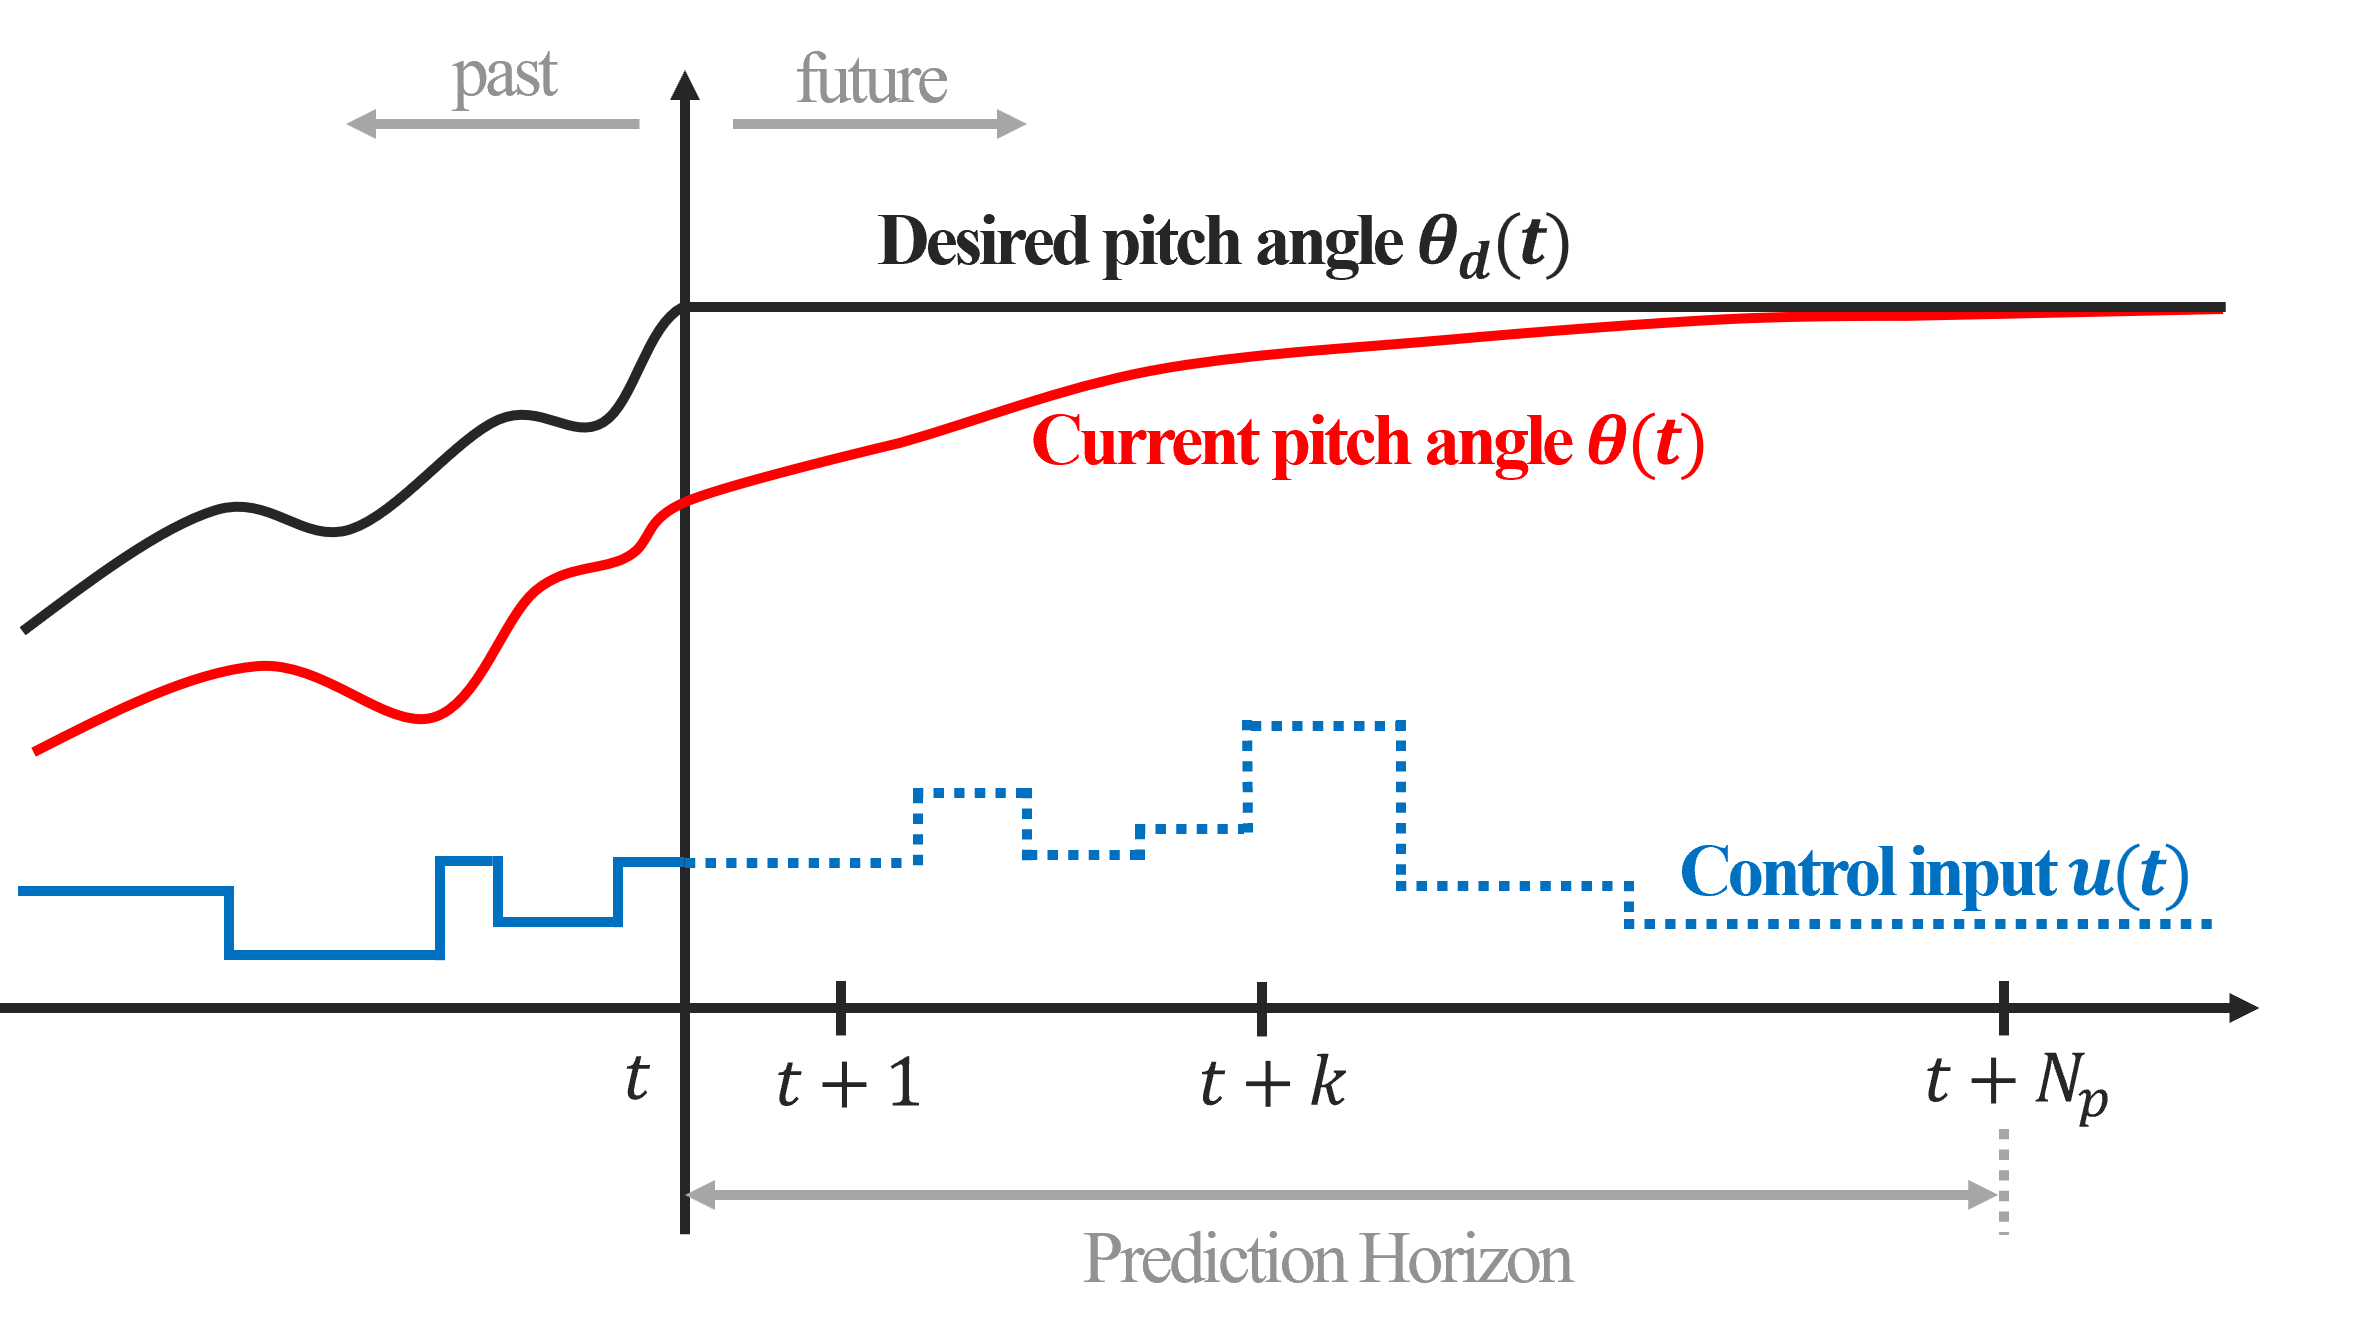 past
future
Desired pitch angle θ_d(t)
Current pitch angle θ(t)
Control input u(t)
t
t + 1
t + k
t + N_p
Prediction Horizon